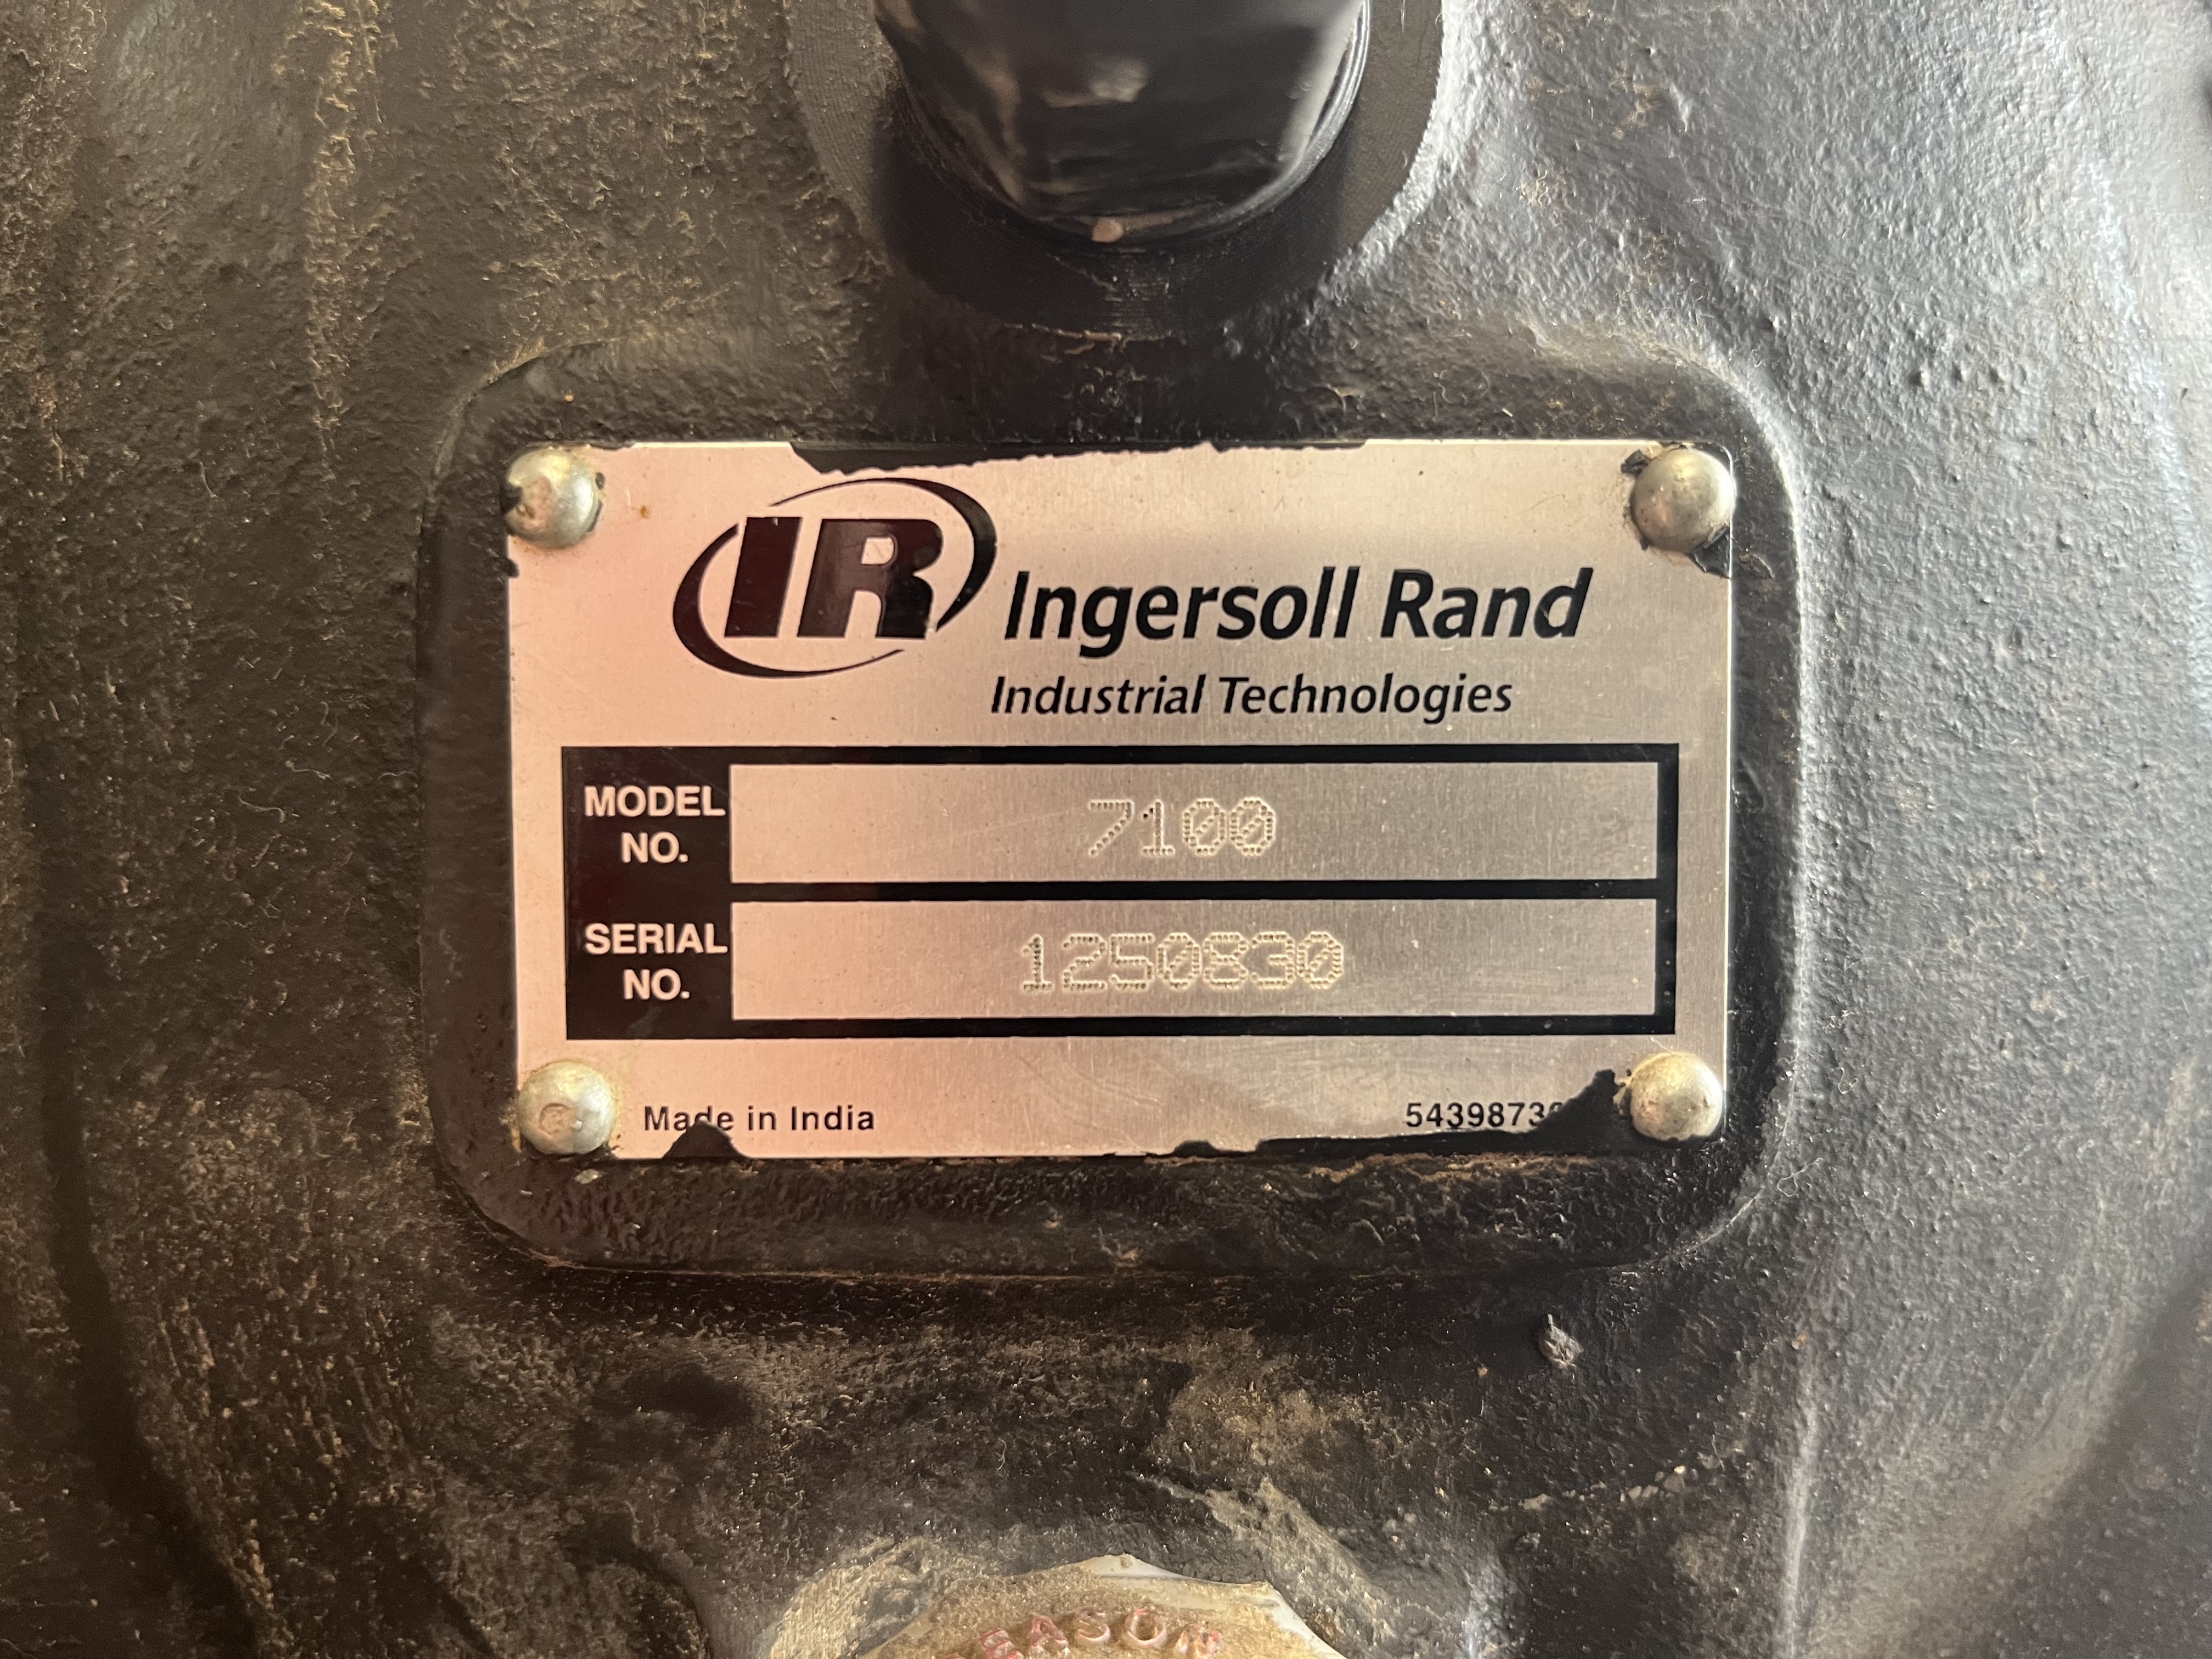 IR Ingersoll Rand
Industrial Technologies
MODEL NO. 7100
SERIAL NO. 1250830
Made in India